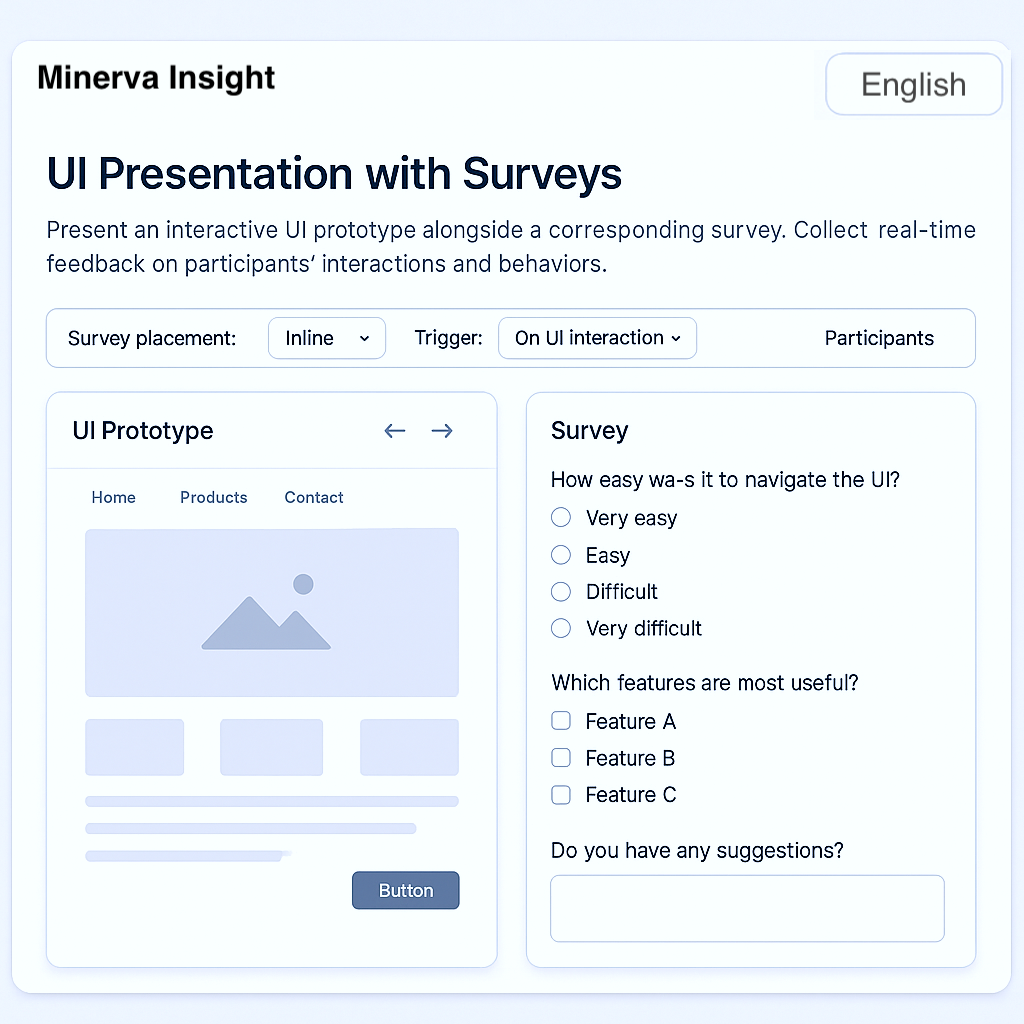 Minerva Insight
English
UI Presentation with Surveys
Present an interactive UI prototype alongside a corresponding survey. Collect real-time
feedback on participants‘ interactions and behaviors.
Survey placement: Inline Trigger: On UI interaction Participants
UI Prototype
Home Products Contact
Button
Survey
How easy wa-s it to navigate the UI?
Very easy
Easy
Difficult
Very difficult
Which features are most useful?
Feature A
Feature B
Feature C
Do you have any suggestions?